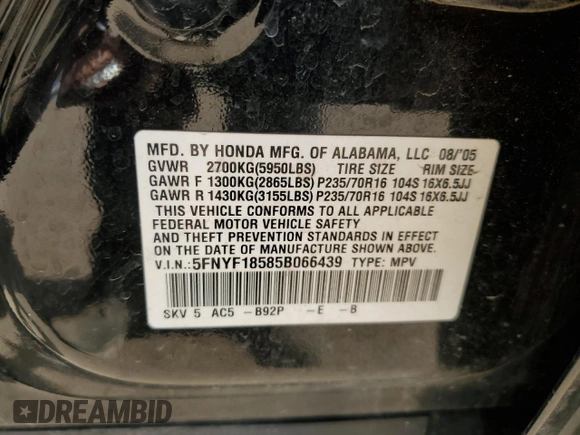 MFD. BY HONDA MFG. OF ALABAMA, LLC 08/'05
GVWR 2700KG(5950LBS) TIRE SIZE RIM SIZE
GAWR F 1300KG(2865LBS) P235/70R16 104S 16X6.5JJ
GAWR R 1430KG(3155LBS) P235/70R16 104S 16X6.5JJ
THIS VEHICLE CONFORMS TO ALL APPLICABLE
FEDERAL MOTOR VEHICLE SAFETY
AND THEFT PREVENTION STANDARDS IN EFFECT
ON THE DATE OF MANUFACTURE SHOWN ABOVE.
V.I.N.: 5FNYF18585B066439 TYPE: MPV
SKV 5 AC5 -B92P -E -B
DREAMBID